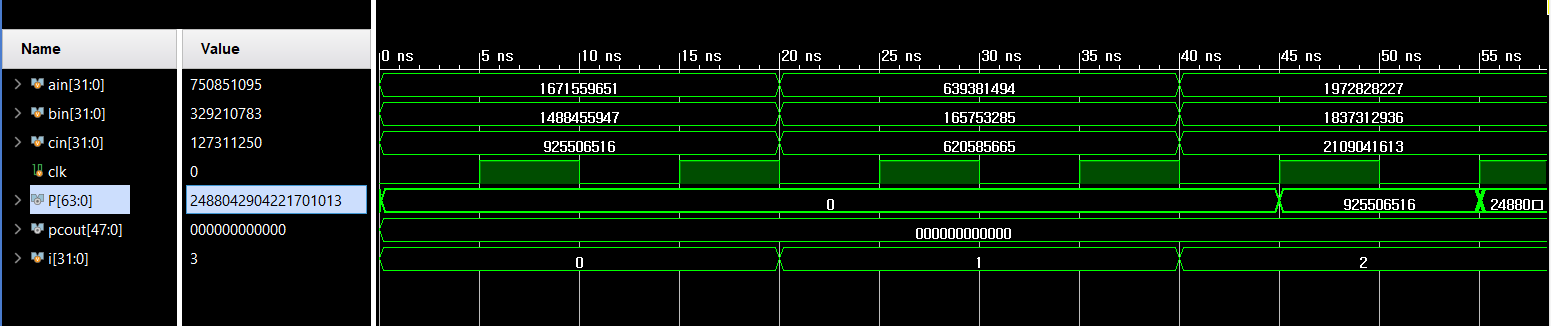 Name Value 0 ns 5 ns 10 ns 15 ns 20 ns 25 ns 30 ns 35 ns 40 ns 45 ns 50 ns 55 ns
ain[31:0] 750851095 1671559651 639381494 1972828227
bin[31:0] 329210783 1488455947 165753285 1837312936
cin[31:0] 127311250 925506516 620585665 2109041613
clk 0
P[63:0] 2488042904221701013 0 925506516 24880
pcout[47:0] 000000000000 000000000000
i[31:0] 3 0 1 2